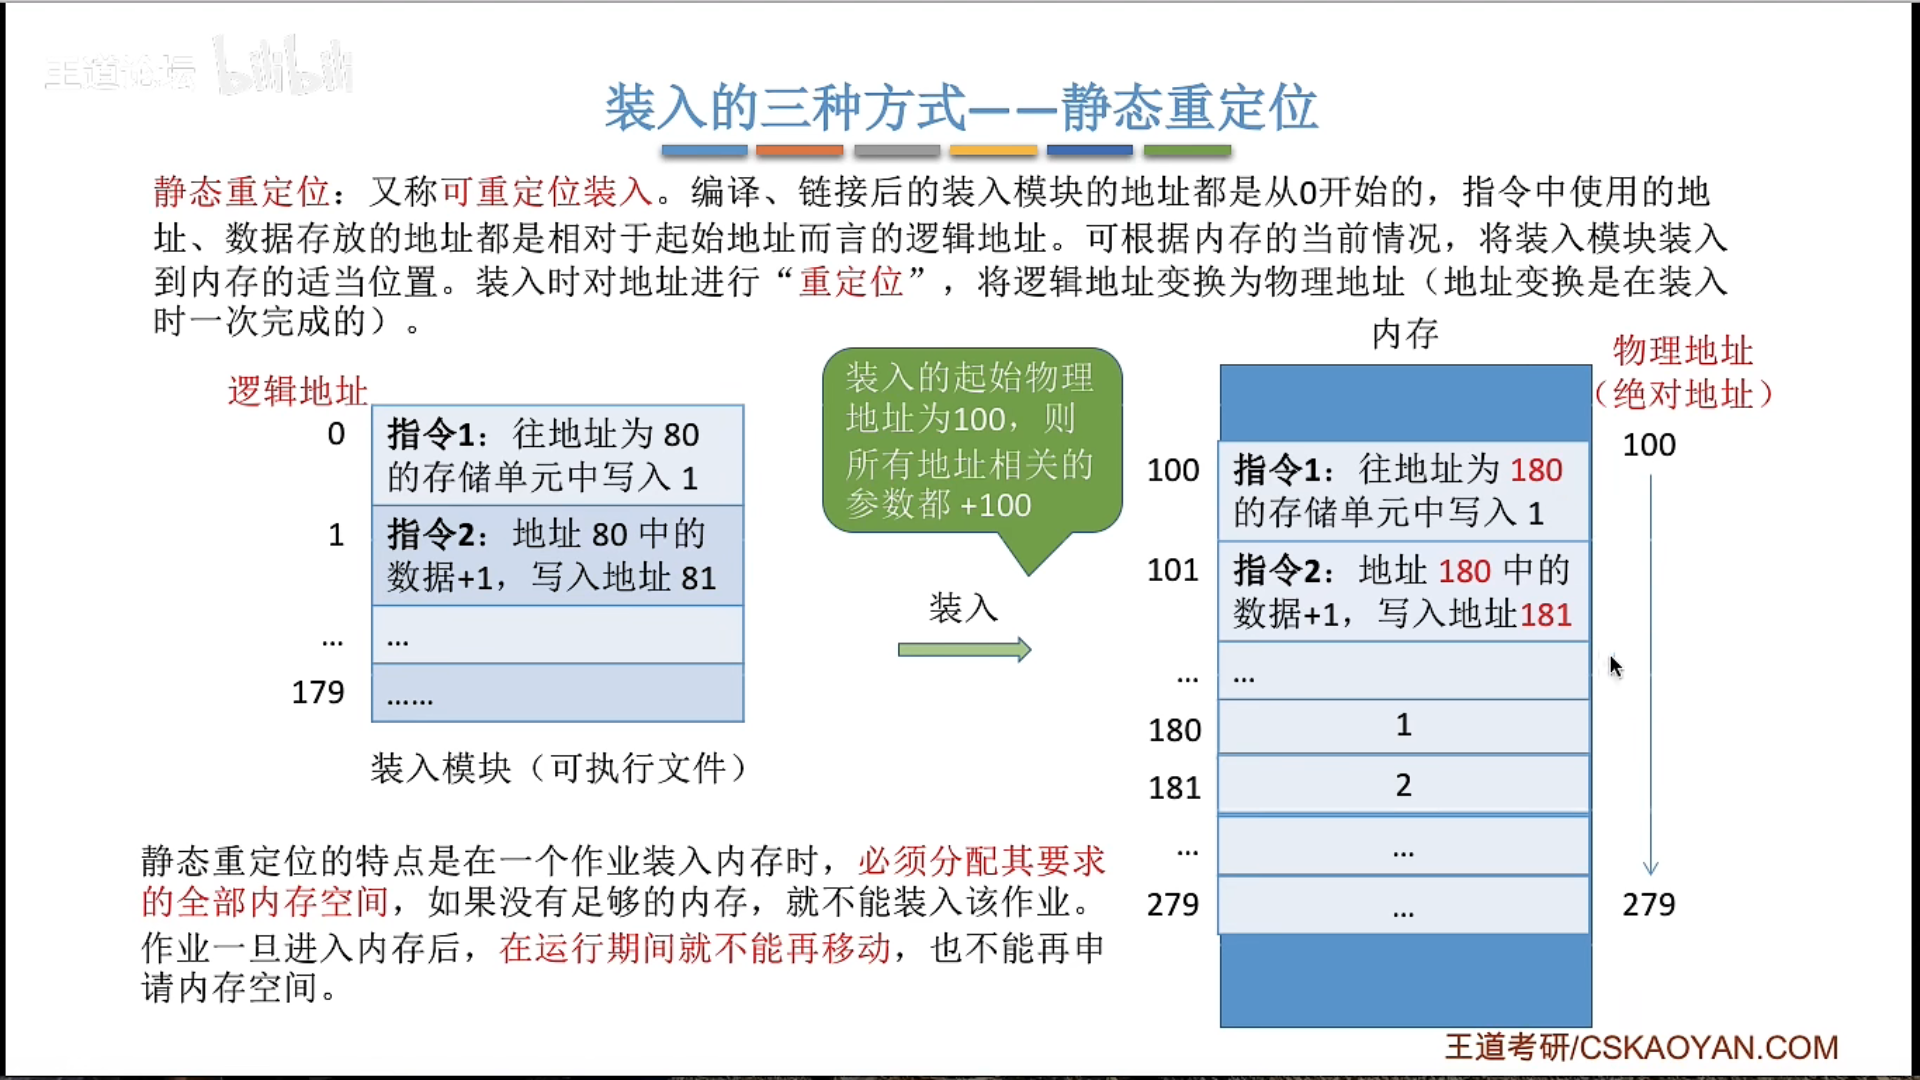 王道论坛 bilibili
装入的三种方式——静态重定位
静态重定位：又称可重定位装入。编译、链接后的装入模块的地址都是从0开始的，指令中使用的地
址、数据存放的地址都是相对于起始地址而言的逻辑地址。可根据内存的当前情况，将装入模块装入
到内存的适当位置。装入时对地址进行“重定位”，将逻辑地址变换为物理地址（地址变换是在装入
时一次完成的）。
逻辑地址
0
指令1：往地址为 80
的存储单元中写入 1
1
指令2：地址 80 中的
数据+1，写入地址 81
...
...
179
......
装入模块（可执行文件）
装入的起始物理
地址为100，则
所有地址相关的
参数都 +100
装入
内存
物理地址
（绝对地址）
100
指令1：往地址为 180
的存储单元中写入 1
101
指令2：地址 180 中的
数据+1，写入地址181
...
...
180
1
181
2
...
...
279
...
100
279
静态重定位的特点是在一个作业装入内存时，必须分配其要求
的全部内存空间，如果没有足够的内存，就不能装入该作业。
作业一旦进入内存后，在运行期间就不能再移动，也不能再申
请内存空间。
王道考研/CSKAOYAN.COM